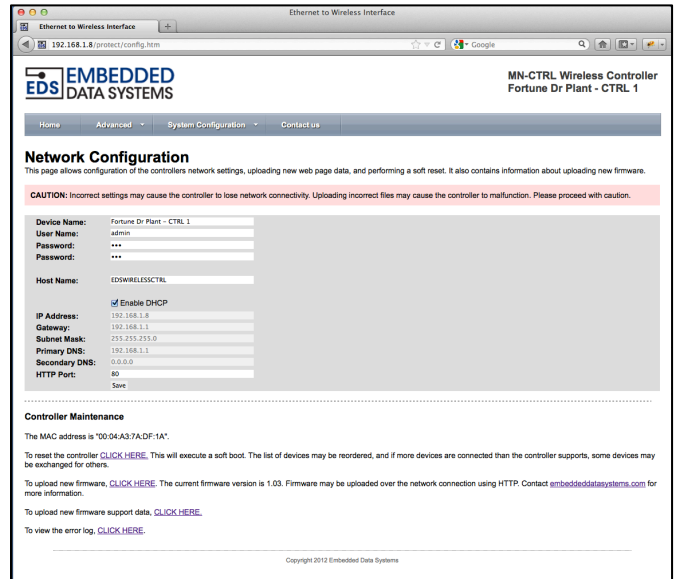 Ethernet to Wireless Interface
Ethernet to Wireless Interface
192.168.1.8/protect/config.htm
Google
EDS EMBEDDED DATA SYSTEMS
MN-CTRL Wireless Controller
Fortune Dr Plant - CTRL 1
Home Advanced System Configuration Contact us
Network Configuration
This page allows configuration of the controllers network settings, uploading new web page data, and performing a soft reset. It also contains information about uploading new firmware.
CAUTION: Incorrect settings may cause the controller to lose network connectivity. Uploading incorrect files may cause the controller to malfunction. Please proceed with caution.
Device Name: Fortune Dr Plant - CTRL 1
User Name: admin
Password: •••
Password: •••
Host Name: EDSWIRELESSCTRL
Enable DHCP
IP Address: 192.168.1.8
Gateway: 192.168.1.1
Subnet Mask: 255.255.255.0
Primary DNS: 192.168.1.1
Secondary DNS: 0.0.0.0
HTTP Port: 80
Save
Controller Maintenance
The MAC address is "00:04:A3:7A:DF:1A".
To reset the controller CLICK HERE. This will execute a soft boot. The list of devices may be reordered, and if more devices are connected than the controller supports, some devices may
be exchanged for others.
To upload new firmware, CLICK HERE. The current firmware version is 1.03. Firmware may be uploaded over the network connection using HTTP. Contact embeddeddatasystems.com for
more information.
To upload new firmware support data, CLICK HERE.
To view the error log, CLICK HERE.
Copyright 2012 Embedded Data Systems